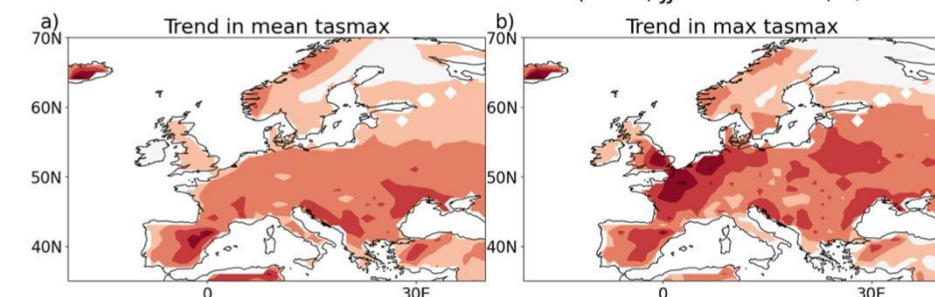 a) Trend in mean tasmax
b) Trend in max tasmax
70N
60N
50N
40N
0 30E
70N
60N
50N
40N
0 30E